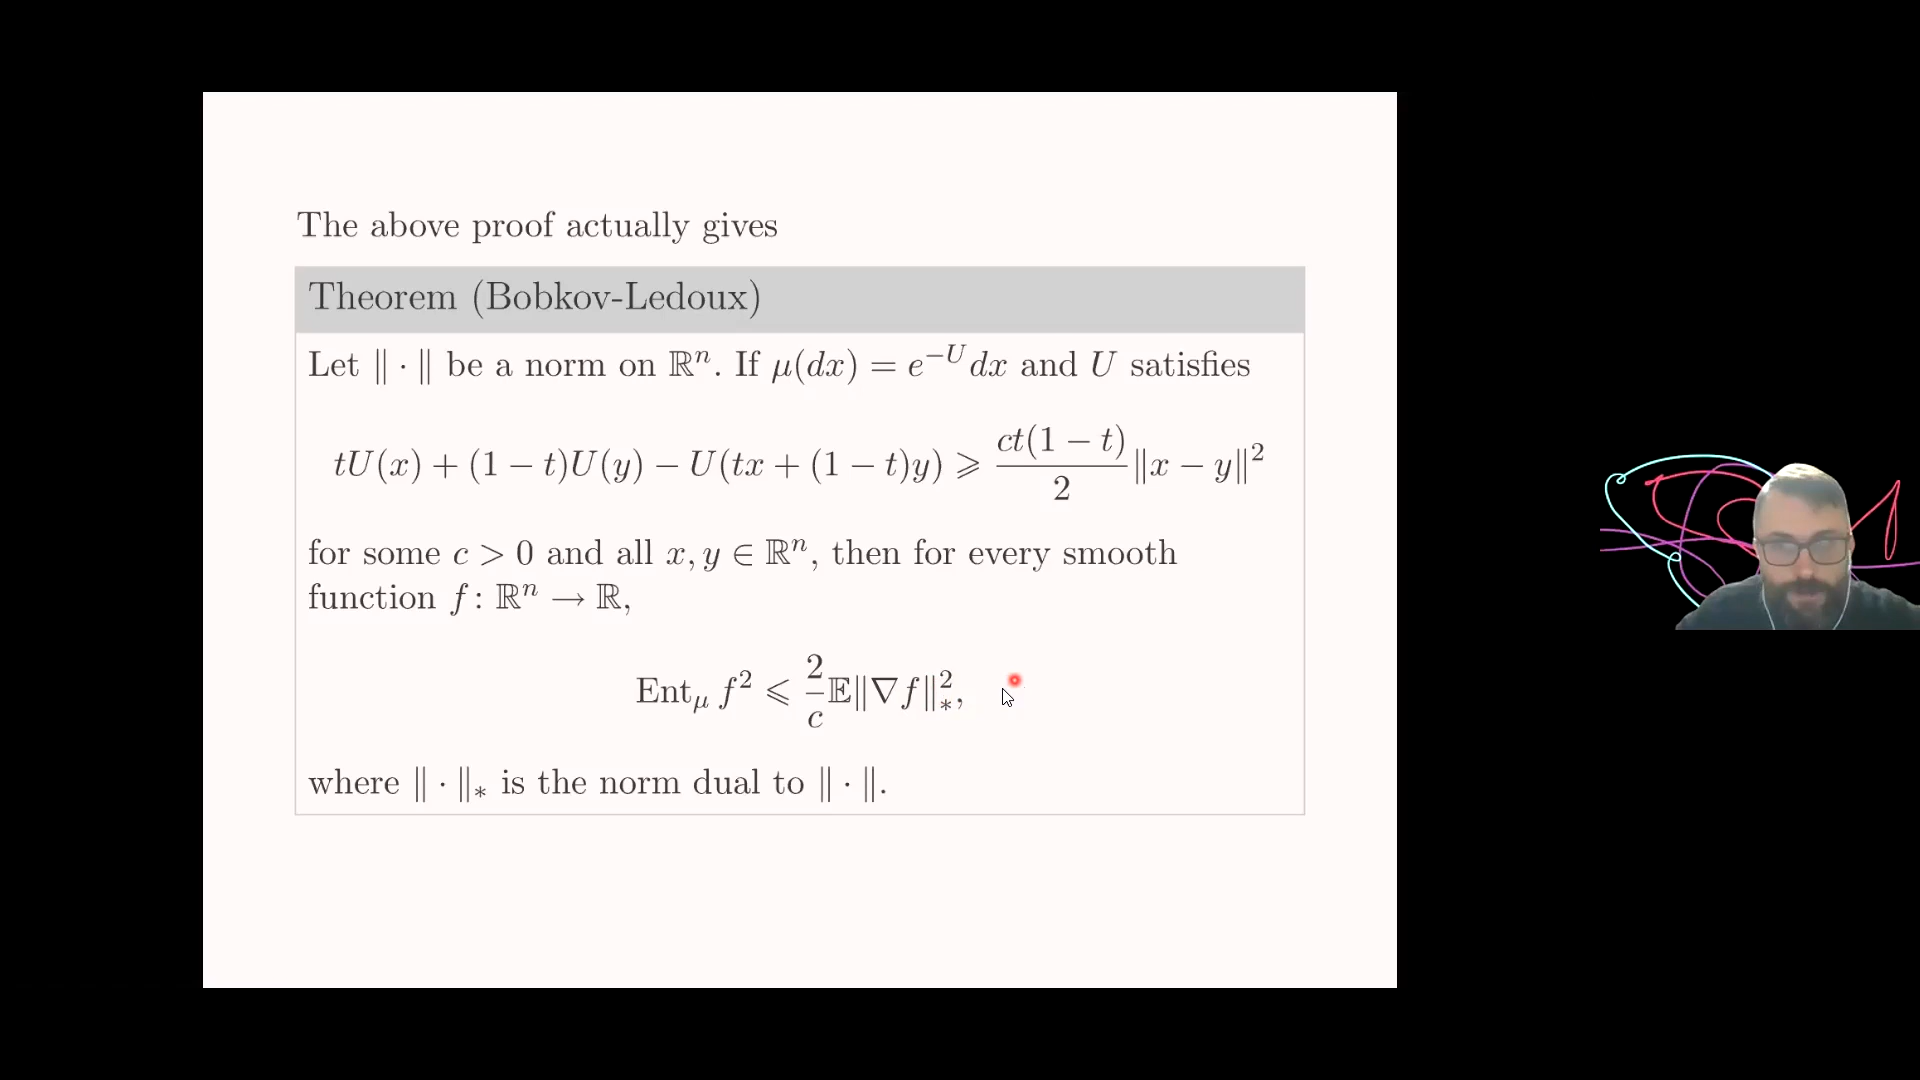 The above proof actually gives
Theorem (Bobkov-Ledoux)
Let ‖ · ‖ be a norm on ℝⁿ. If μ(dx) = e^{−U}dx and U satisfies
tU(x) + (1 − t)U(y) − U(tx + (1 − t)y) ⩾ \frac{ct(1 − t)}{2}‖x − y‖²
for some c > 0 and all x, y ∈ ℝⁿ, then for every smooth
function f : ℝⁿ → ℝ,
Ent_μ f² ⩽ \frac{2}{c}𝔼‖∇f‖²_*,
where ‖ · ‖_* is the norm dual to ‖ · ‖.